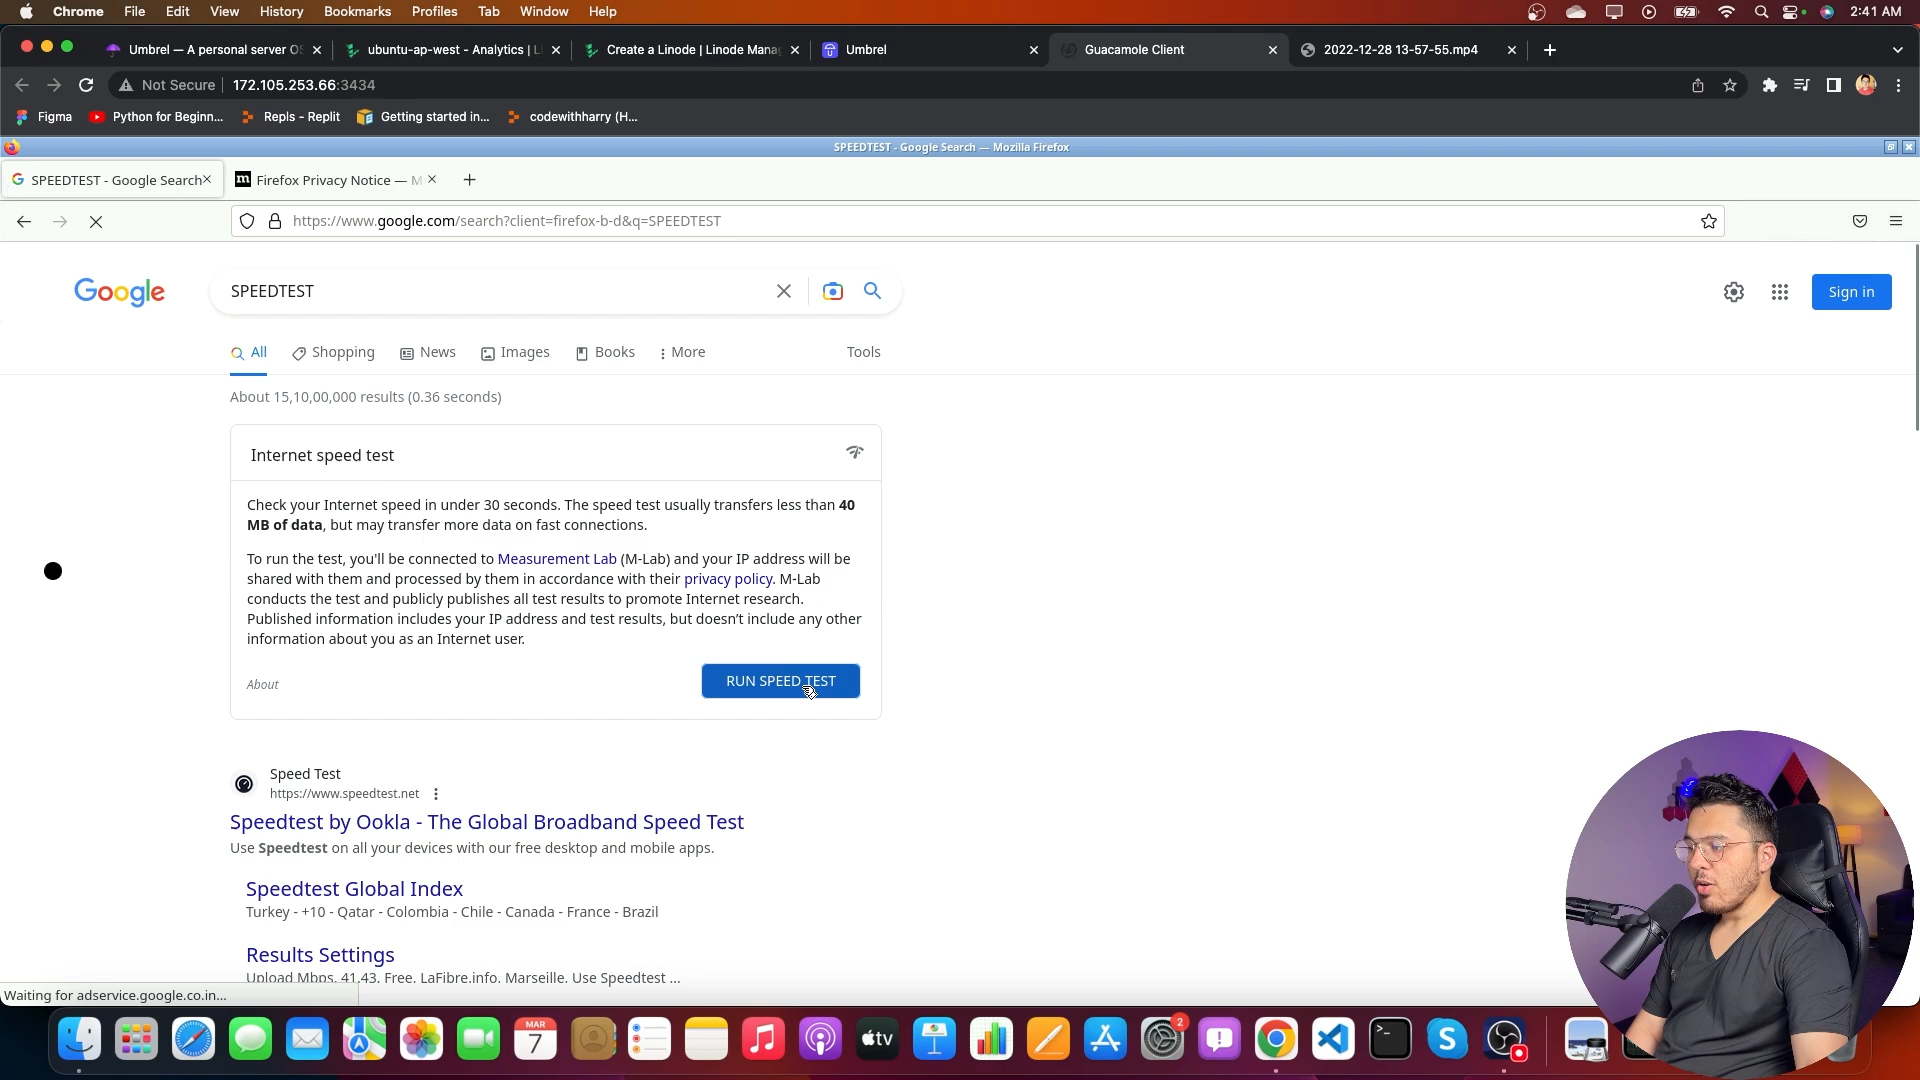 Chrome File Edit View History Bookmarks Profiles Tab Window Help 2:41 AM
Umbrel — A personal server OS ubuntu-ap-west - Analytics | Li Create a Linode | Linode Mana Umbrel Guacamole Client 2022-12-28 13-57-55.mp4
Not Secure 172.105.253.66:3434
Figma Python for Beginn... Repls - Replit Getting started in... codewithharry (H...
SPEEDTEST - Google Search — Mozilla Firefox
G SPEEDTEST - Google Search m Firefox Privacy Notice — M
https://www.google.com/search?client=firefox-b-d&q=SPEEDTEST
Google SPEEDTEST Sign in
All Shopping News Images Books More Tools
About 15,10,00,000 results (0.36 seconds)
Internet speed test
Check your Internet speed in under 30 seconds. The speed test usually transfers less than 40
MB of data, but may transfer more data on fast connections.
To run the test, you'll be connected to Measurement Lab (M-Lab) and your IP address will be
shared with them and processed by them in accordance with their privacy policy. M-Lab
conducts the test and publicly publishes all test results to promote Internet research.
Published information includes your IP address and test results, but doesn’t include any other
information about you as an Internet user.
About RUN SPEED TEST
Speed Test
https://www.speedtest.net
Speedtest by Ookla - The Global Broadband Speed Test
Use Speedtest on all your devices with our free desktop and mobile apps.
Speedtest Global Index
Turkey - +10 - Qatar - Colombia - Chile - Canada - France - Brazil
Results Settings
Upload Mbps. 41.43. Free. LaFibre.info. Marseille. Use Speedtest ...
Waiting for adservice.google.co.in...
MAR
7
tv
2